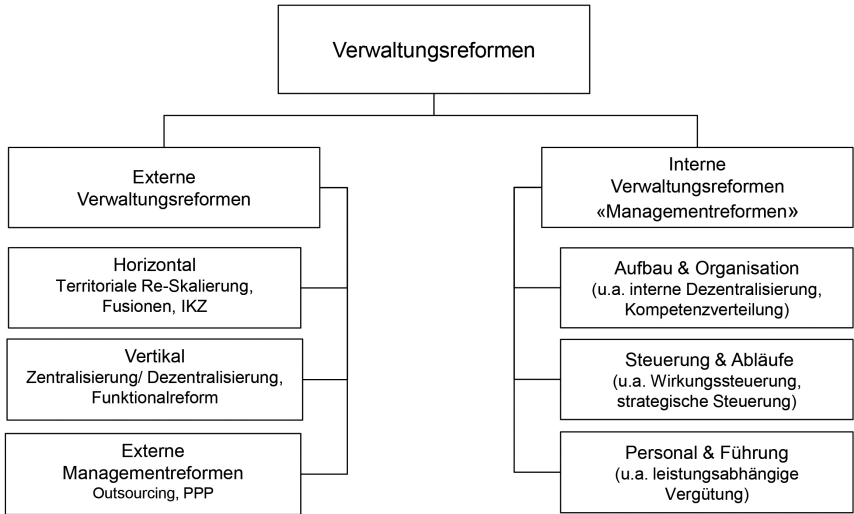 Verwaltungsreformen
Externe
Verwaltungsreformen
Horizontal
Territoriale Re-Skalierung,
Fusionen, IKZ
Vertikal
Zentralisierung/ Dezentralisierung,
Funktionalreform
Externe
Managementreformen
Outsourcing, PPP
Interne
Verwaltungsreformen
«Managementreformen»
Aufbau & Organisation
(u.a. interne Dezentralisierung,
Kompetenzverteilung)
Steuerung & Abläufe
(u.a. Wirkungssteuerung,
strategische Steuerung)
Personal & Führung
(u.a. leistungsabhängige
Vergütung)